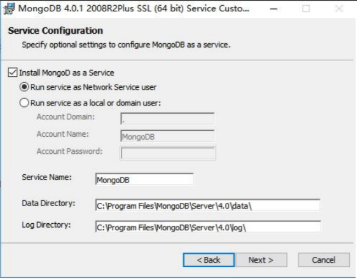 MongoDB 4.0.1 2008R2Plus SSL (64 bit) Service Custo...
Service Configuration
Specify optional settings to configure MongoDB as a service.
Install MongoD as a Service
Run service as Network Service user
Run service as a local or domain user:
Account Domain: .
Account Name: MongoDB
Account Password:
Service Name: MongoDB
Data Directory: C:\Program Files\MongoDB\Server\4.0\data\
Log Directory: C:\Program Files\MongoDB\Server\4.0\log\
< Back Next > Cancel